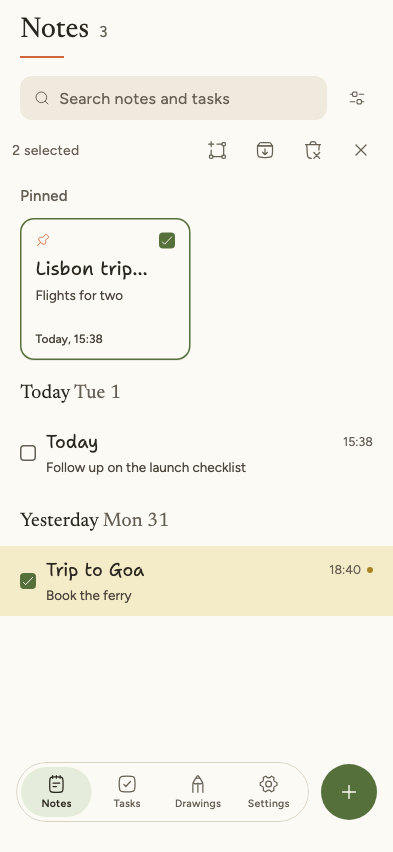 Notes 3
Search notes and tasks
2 selected
Pinned
Lisbon trip...
Flights for two
Today, 15:38
Today Tue 1
Today 15:38
Follow up on the launch checklist
Yesterday Mon 31
Trip to Goa 18:40
Book the ferry
Notes Tasks Drawings Settings